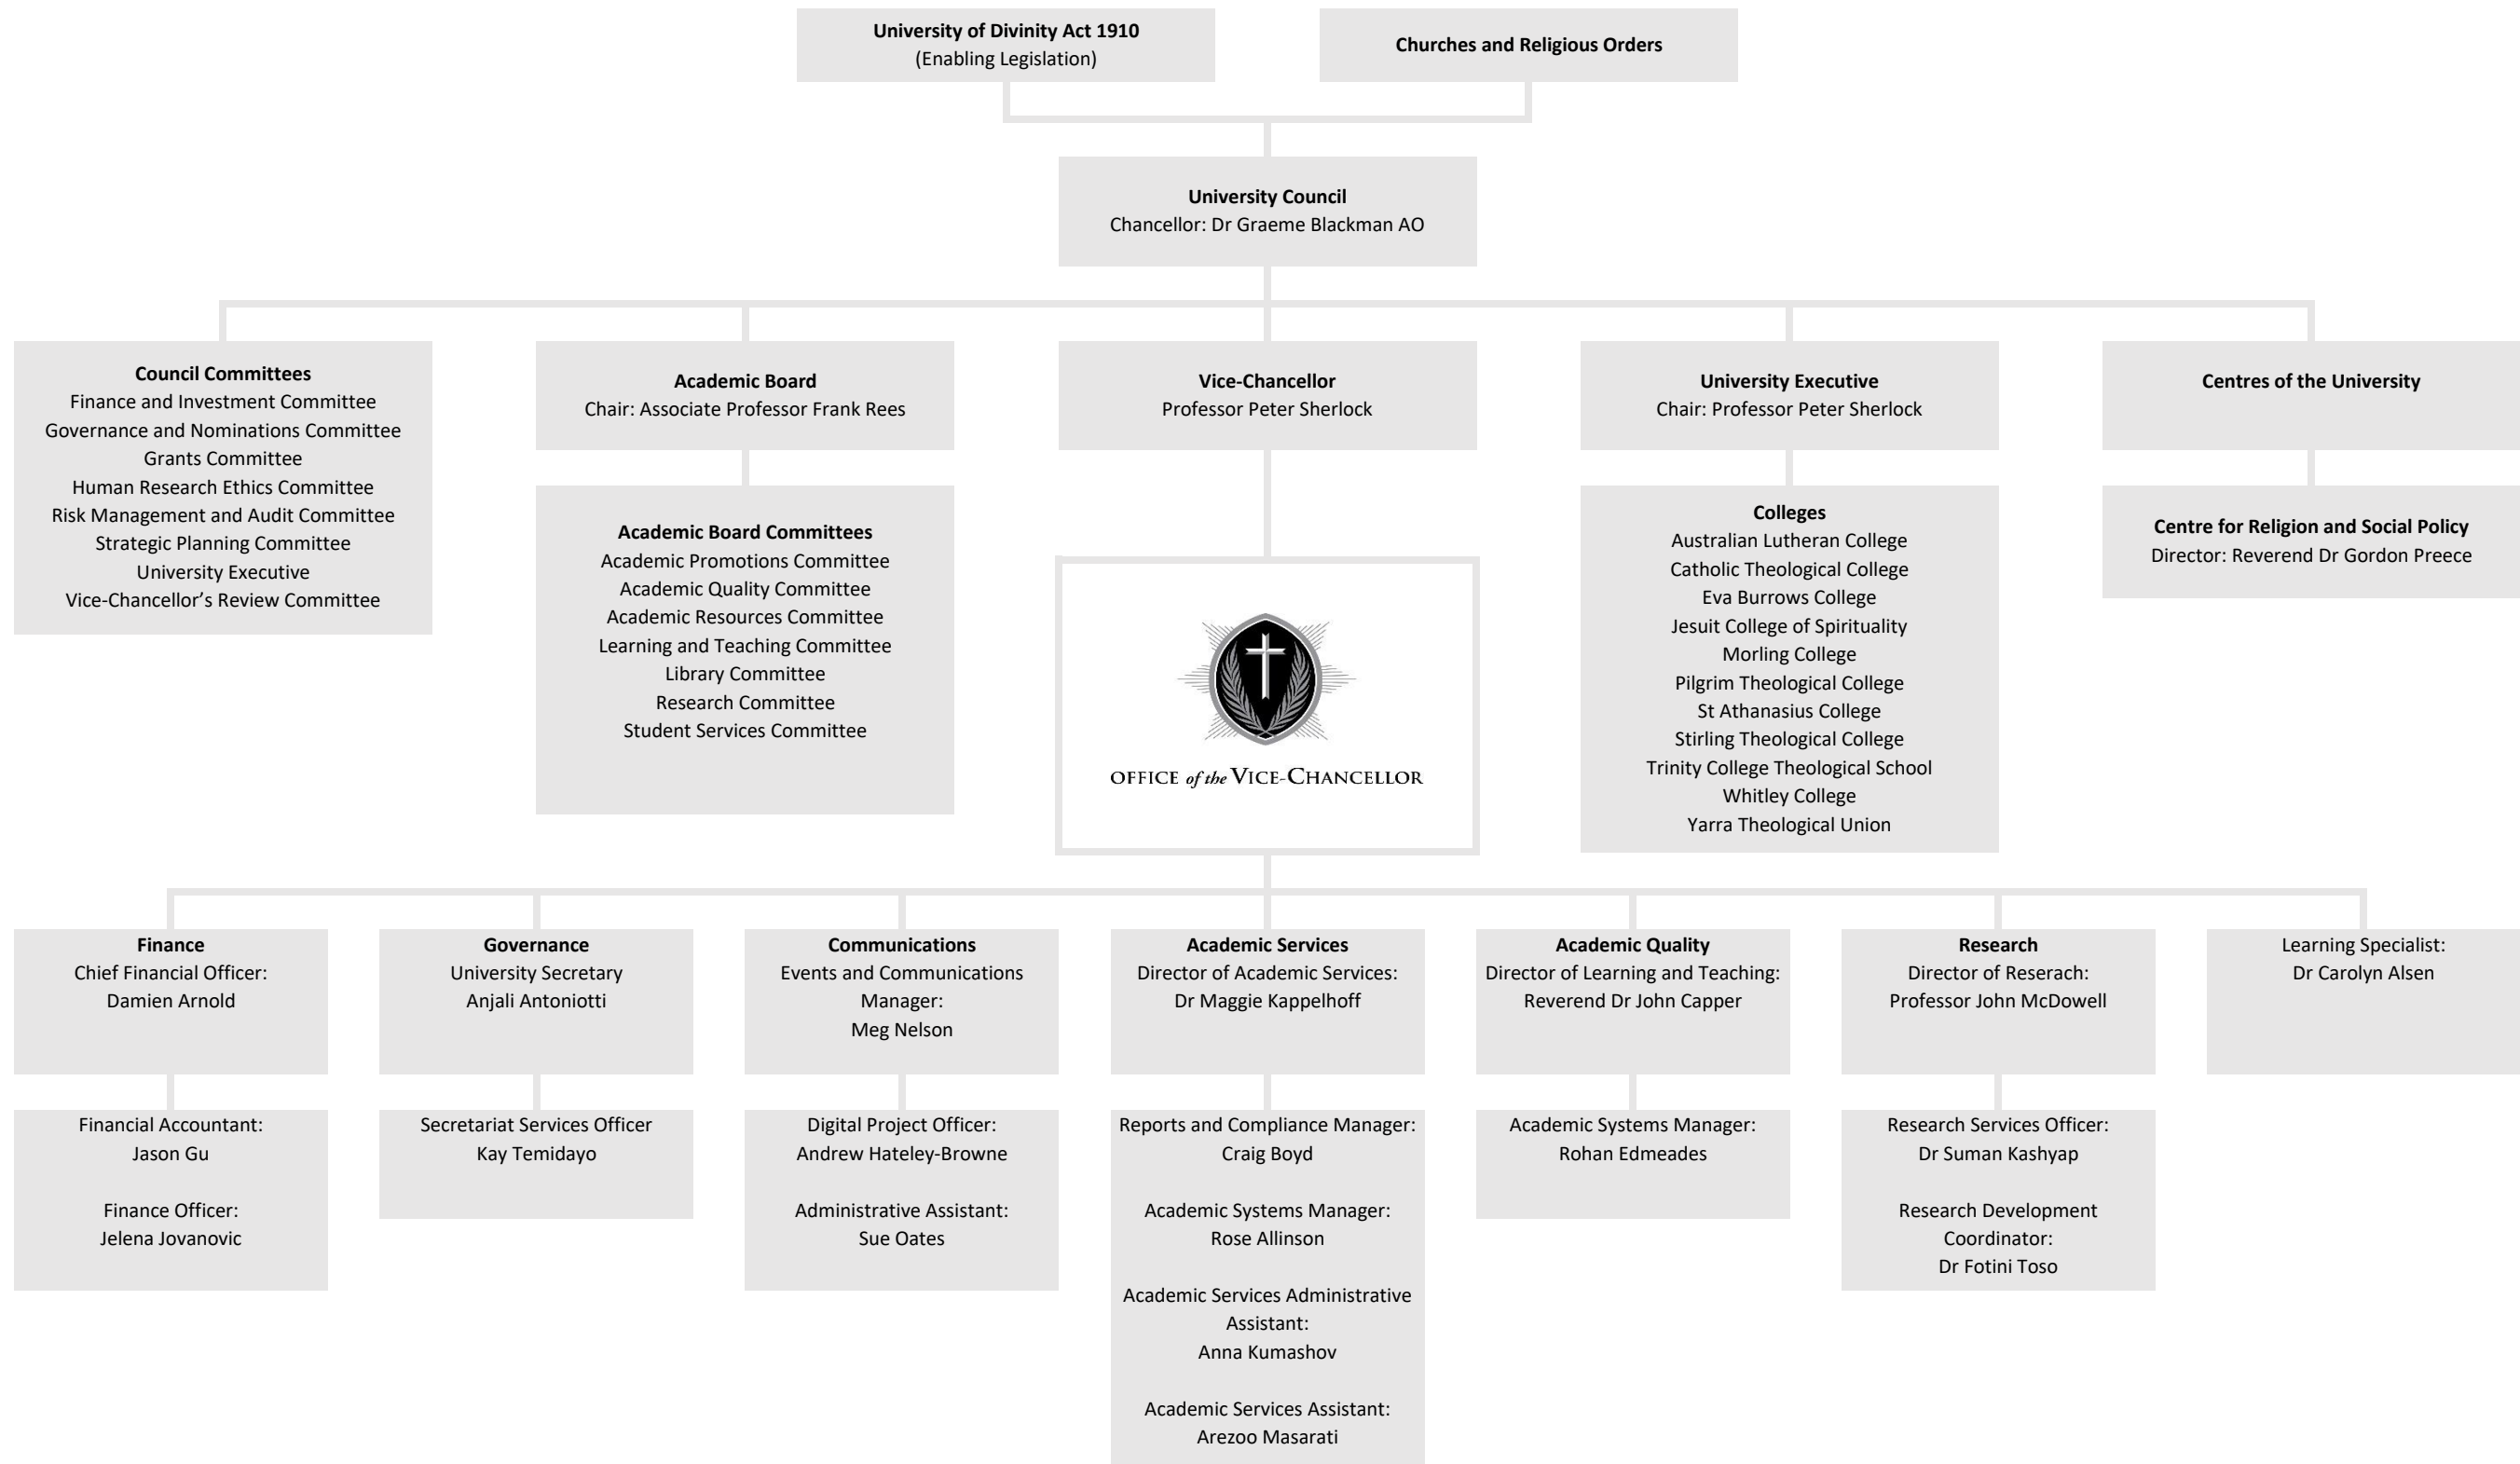 University of Divinity Act 1910
(Enabling Legislation)
Churches and Religious Orders
University Council
Chancellor: Dr Graeme Blackman AO
Council Committees
Finance and Investment Committee
Governance and Nominations Committee
Grants Committee
Human Research Ethics Committee
Risk Management and Audit Committee
Strategic Planning Committee
University Executive
Vice-Chancellor’s Review Committee
Academic Board
Chair: Associate Professor Frank Rees
Academic Board Committees
Academic Promotions Committee
Academic Quality Committee
Academic Resources Committee
Learning and Teaching Committee
Library Committee
Research Committee
Student Services Committee
Vice-Chancellor
Professor Peter Sherlock
OFFICE of the VICE-CHANCELLOR
University Executive
Chair: Professor Peter Sherlock
Colleges
Australian Lutheran College
Catholic Theological College
Eva Burrows College
Jesuit College of Spirituality
Morling College
Pilgrim Theological College
St Athanasius College
Stirling Theological College
Trinity College Theological School
Whitley College
Yarra Theological Union
Centres of the University
Centre for Religion and Social Policy
Director: Reverend Dr Gordon Preece
Finance
Chief Financial Officer:
Damien Arnold
Financial Accountant:
Jason Gu
Finance Officer:
Jelena Jovanovic
Governance
University Secretary
Anjali Antoniotti
Secretariat Services Officer
Kay Temidayo
Communications
Events and Communications
Manager:
Meg Nelson
Digital Project Officer:
Andrew Hateley-Browne
Administrative Assistant:
Sue Oates
Academic Services
Director of Academic Services:
Dr Maggie Kappelhoff
Reports and Compliance Manager:
Craig Boyd
Academic Systems Manager:
Rose Allinson
Academic Services Administrative
Assistant:
Anna Kumashov
Academic Services Assistant:
Arezoo Masarati
Academic Quality
Director of Learning and Teaching:
Reverend Dr John Capper
Academic Systems Manager:
Rohan Edmeades
Research
Director of Reserach:
Professor John McDowell
Research Services Officer:
Dr Suman Kashyap
Research Development
Coordinator:
Dr Fotini Toso
Learning Specialist:
Dr Carolyn Alsen